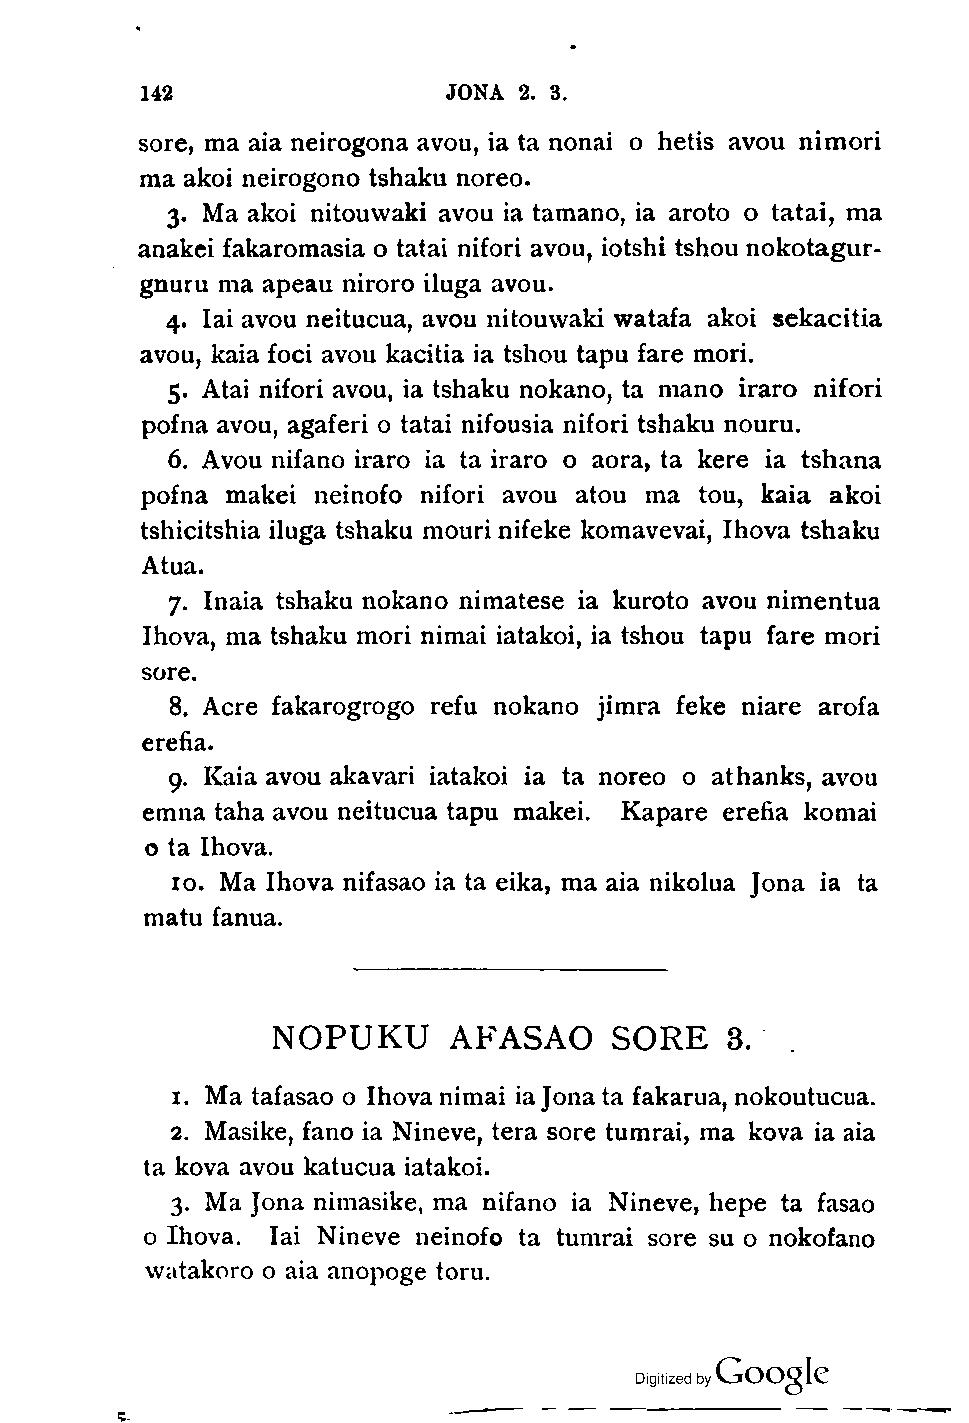 142 JONA 2. 3.
sore, ma aia neirogona avou, ia ta nonai o hetis avou nimori
ma akoi neirogono tshaku noreo.
3. Ma akoi nitouwaki avou ia tamano, ia aroto o tatai, ma
anakei fakaromasia o tatai nifori avou, iotshi tshou nokotagur-
gnuru ma apeau niroro iluga avou.
4. Iai avou neitucua, avou nitouwaki watafa akoi sekacitia
avou, kaia foci avou kacitia ia tshou tapu fare mori.
5. Atai nifori avou, ia tshaku nokano, ta mano iraro nifori
pofna avou, agaferi o tatai nifousia nifori tshaku nouru.
6. Avou nifano iraro ia ta iraro o aora, ta kere ia tshana
pofna makei neinofo nifori avou atou ma tou, kaia akoi
tshicitshia iluga tshaku mouri nifeke komavevai, Ihova tshaku
Atua.
7. Inaia tshaku nokano nimatese ia kuroto avou nimentua
Ihova, ma tshaku mori nimai iatakoi, ia tshou tapu fare mori
sore.
8. Acre fakarogrogo refu nokano jimra feke niare arofa
erefia.
9. Kaia avou akavari iatakoi ia ta noreo o athanks, avou
emna taha avou neitucua tapu makei. Kapare erefia komai
o ta Ihova.
10. Ma Ihova nifasao ia ta eika, ma aia nikolua Jona ia ta
matu fanua.
NOPUKU AFASAO SORE 3.
1. Ma tafasao o Ihova nimai ia Jona ta fakarua, nokoutucua.
2. Masike, fano ia Nineve, tera sore tumrai, ma kova ia aia
ta kova avou katucua iatakoi.
3. Ma Jona nimasike, ma nifano ia Nineve, hepe ta fasao
o Ihova. Iai Nineve neinofo ta tumrai sore su o nokofano
watakoro o aia anopoge toru.
Digitized by Google